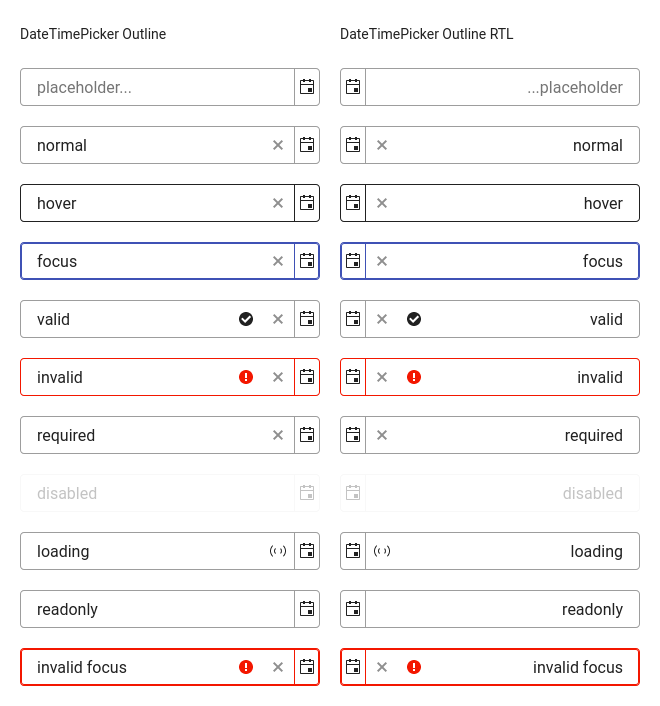 DateTimePicker Outline
DateTimePicker Outline RTL
placeholder...
...placeholder
normal
normal
hover
hover
focus
focus
valid
valid
invalid
invalid
required
required
disabled
disabled
loading
loading
readonly
readonly
invalid focus
invalid focus